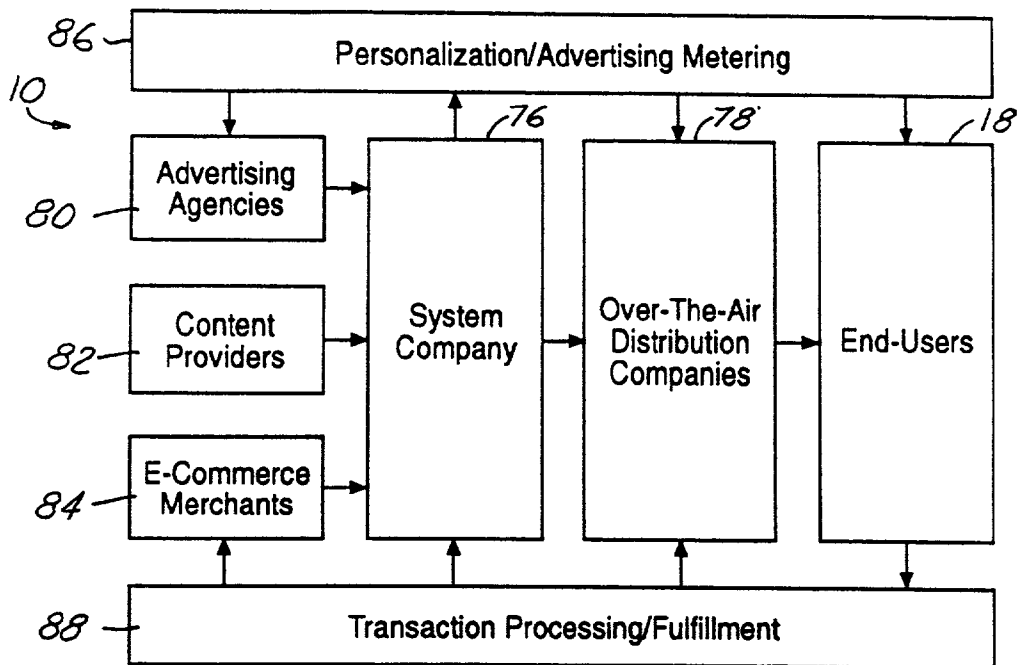 86
Personalization/Advertising Metering
10
76
78
18
Advertising
Agencies
80
Content
Providers
82
E-Commerce
Merchants
84
System
Company
Over-The-Air
Distribution
Companies
End-Users
88
Transaction Processing/Fulfillment